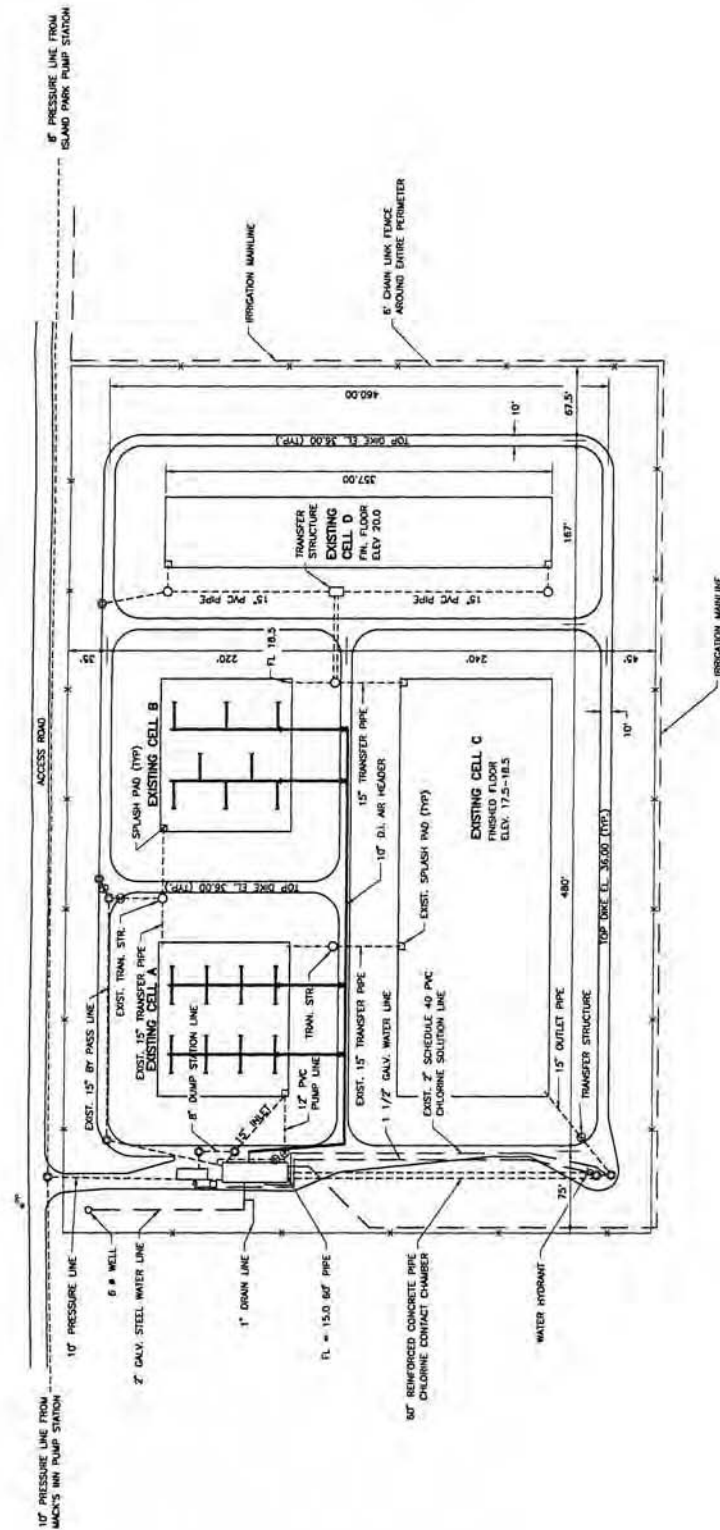 10" PRESSURE LINE FROM
MACK'S INN PUMP STATION
8" PRESSURE LINE FROM
ISLAND PARK PUMP STATION
ACCESS ROAD
10" PRESSURE LINE
6" ø WELL
2" GALV. STEEL WATER LINE
1" DRAIN LINE
FL = 15.0 60" PIPE
60" REINFORCED CONCRETE PIPE
CHLORINE CONTACT CHAMBER
WATER HYDRANT
75'
EXIST. 15" BY PASS LINE
EXIST. TRAN. STR.
EXIST. 15" TRANSFER PIPE
EXISTING CELL A
8" DUMP STATION LINE
15" INLET
12" PVC
PUMP LINE
TRAN. STR.
EXIST. 15" TRANSFER PIPE
1 1/2" GALV. WATER LINE
EXIST. 2" SCHEDULE 40 PVC
CHLORINE SOLUTION LINE
15" OUTLET PIPE
TRANSFER STRUCTURE
TOP DIKE EL. 36.00 (TYP.)
SPLASH PAD (TYP)
EXISTING CELL B
FL 18.5
15" TRANSFER PIPE
10" D.I. AIR HEADER
EXIST. SPLASH PAD (TYP)
EXISTING CELL C
FINISHED FLOOR
ELEV. 17.5-18.5
480'
TOP DIKE EL. 36.00 (TYP.)
10'
35'
220'
240'
45'
15" PVC PIPE
15" PVC PIPE
TRANSFER
STRUCTURE
EXISTING
CELL D
FIN. FLOOR
ELEV 20.0
357.00
167'
TOP DIKE EL. 36.00 (TYP.)
10'
460.00
67.5'
IRRIGATION MAINLINE
6' CHAIN LINK FENCE
AROUND ENTIRE PERIMETER
IRRIGATION MAINLINE